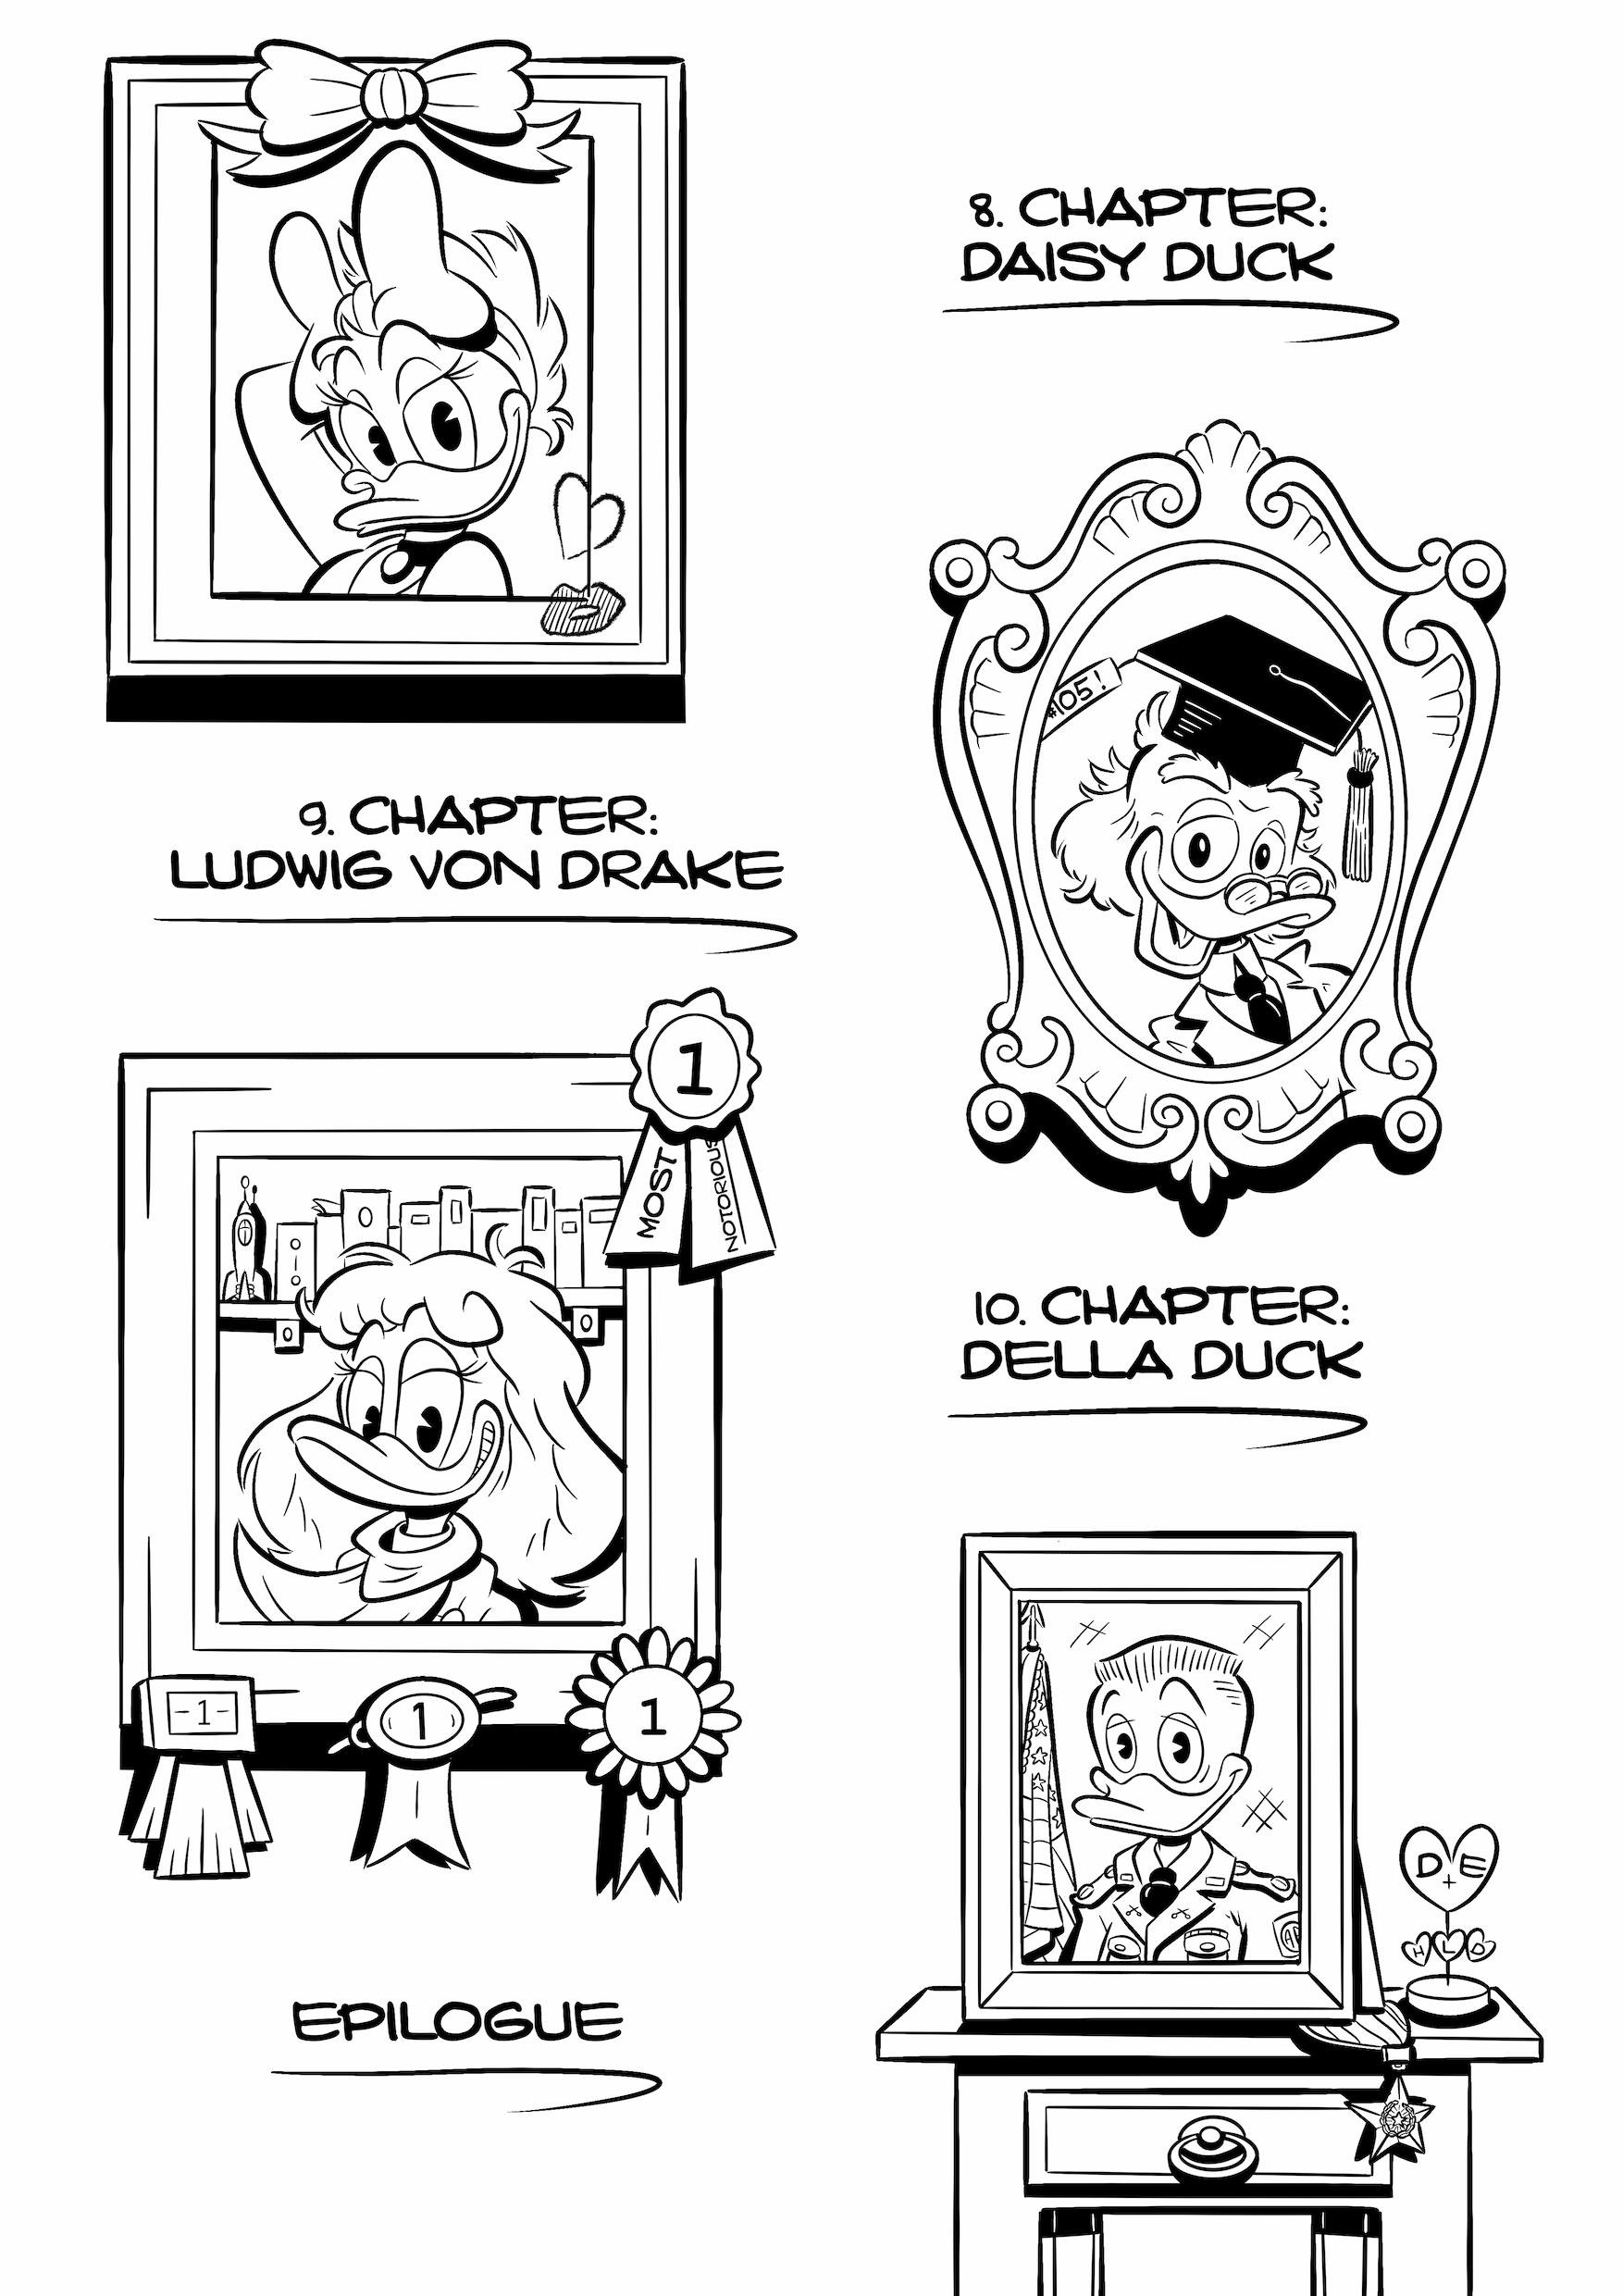 8. CHAPTER:
DAISY DUCK
#105!
9. CHAPTER:
LUDWIG VON DRAKE
1
MOST
NOTORIOUS
10. CHAPTER:
DELLA DUCK
-1-
1
1
D + E
H L D
EPILOGUE